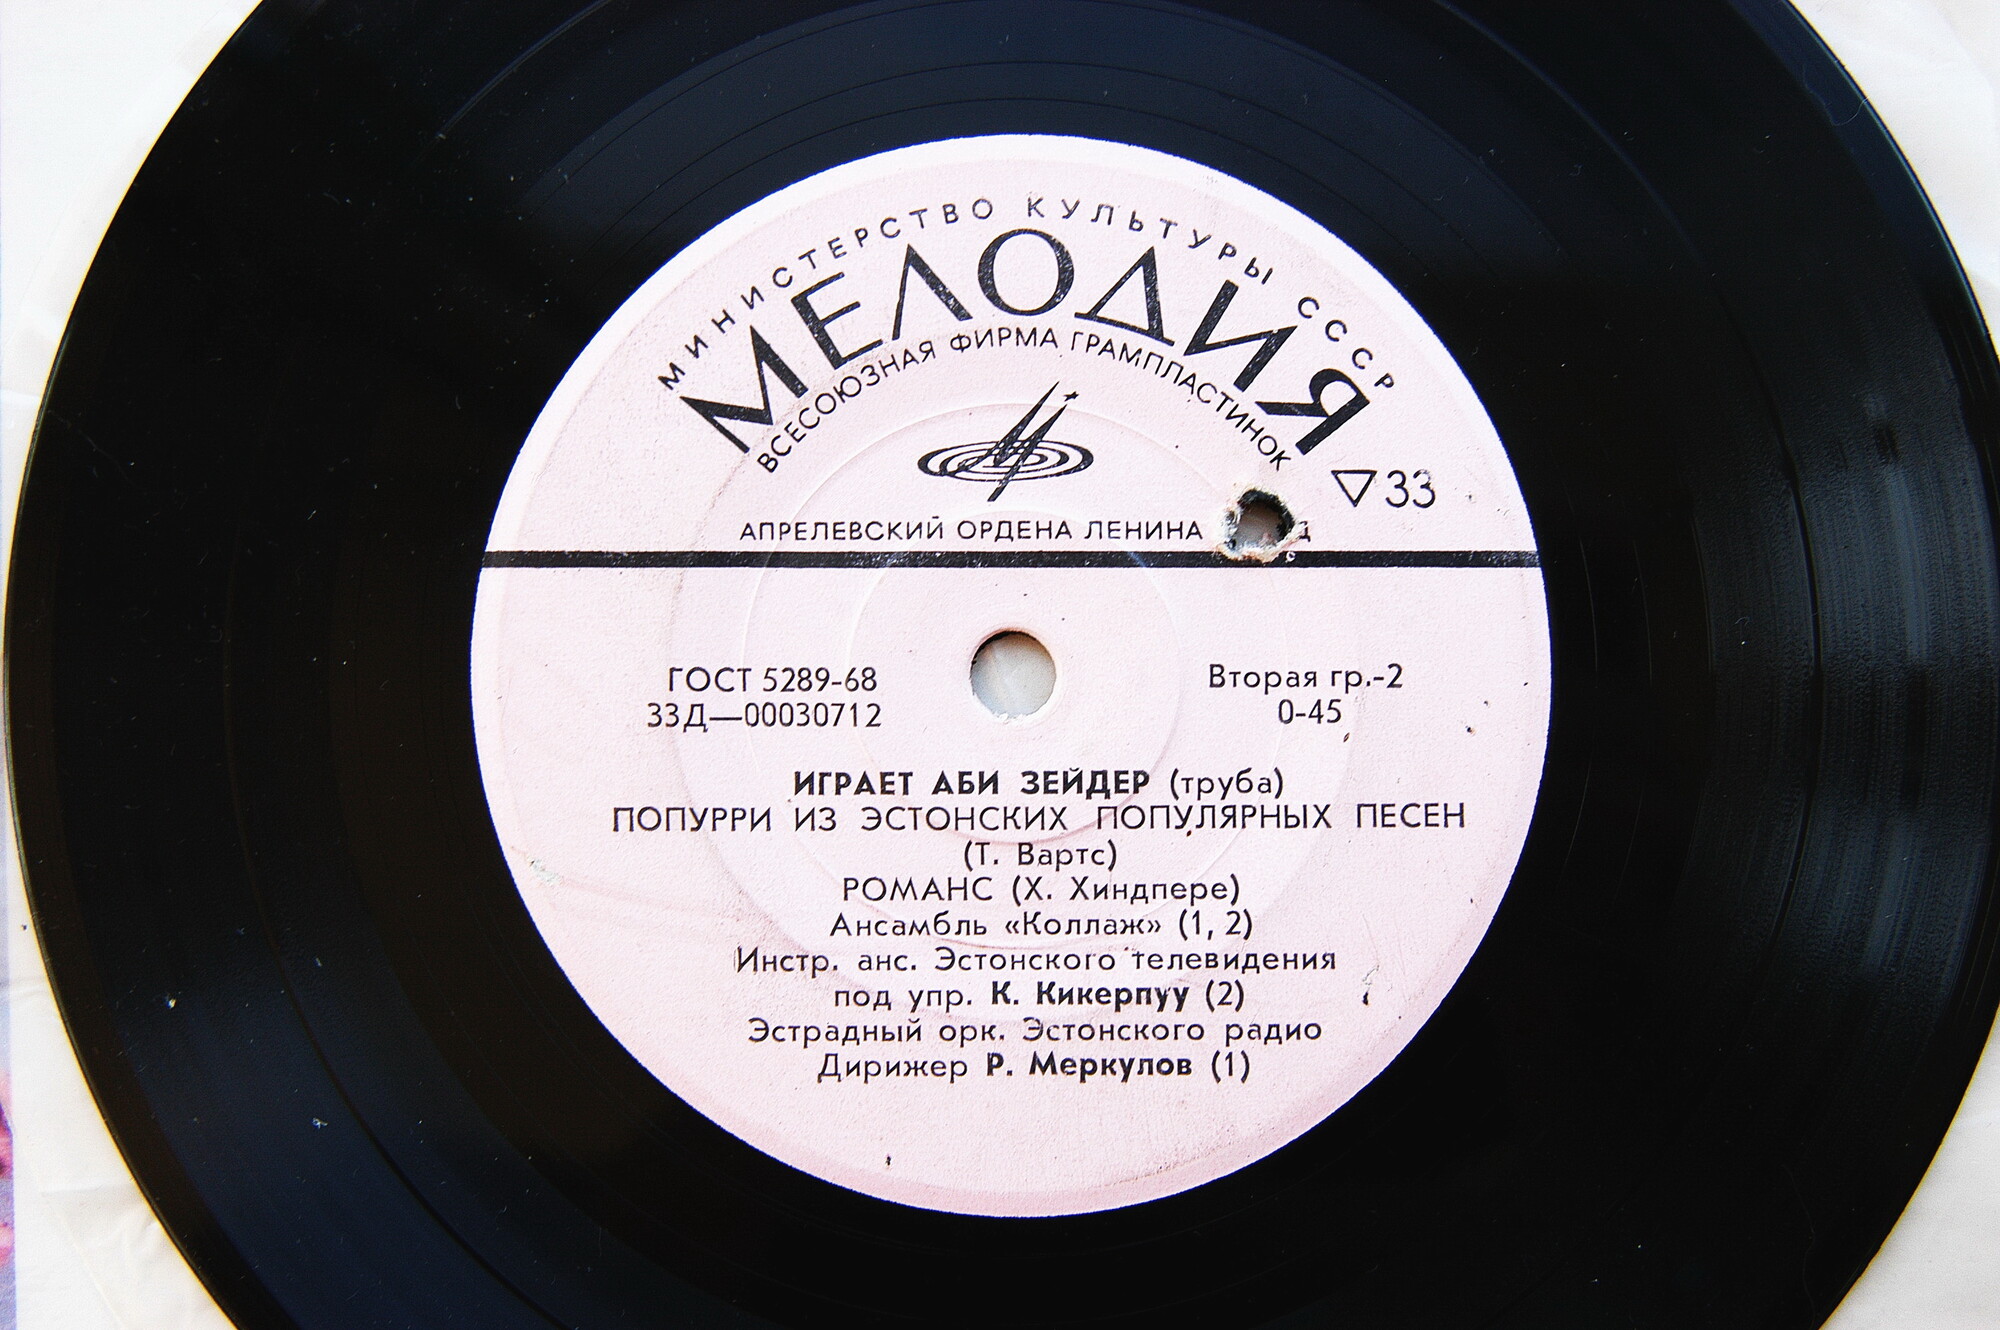 МИНИСТЕРСТВО КУЛЬТУРЫ СССР
МЕЛОДИЯ
ВСЕСОЮЗНАЯ ФИРМА ГРАМПЛАСТИНОК
▽33
АПРЕЛЕВСКИЙ ОРДЕНА ЛЕНИНА
ГОСТ 5289-68
33Д—00030712
Вторая гр.-2
0-45
ИГРАЕТ АБИ ЗЕЙДЕР (труба)
ПОПУРРИ ИЗ ЭСТОНСКИХ ПОПУЛЯРНЫХ ПЕСЕН
(Т. Вартс)
РОМАНС (Х. Хиндпере)
Ансамбль «Коллаж» (1, 2)
Инстр. анс. Эстонского телевидения
под упр. К. Кикерпуу (2)
Эстрадный орк. Эстонского радио
Дирижер Р. Меркулов (1)